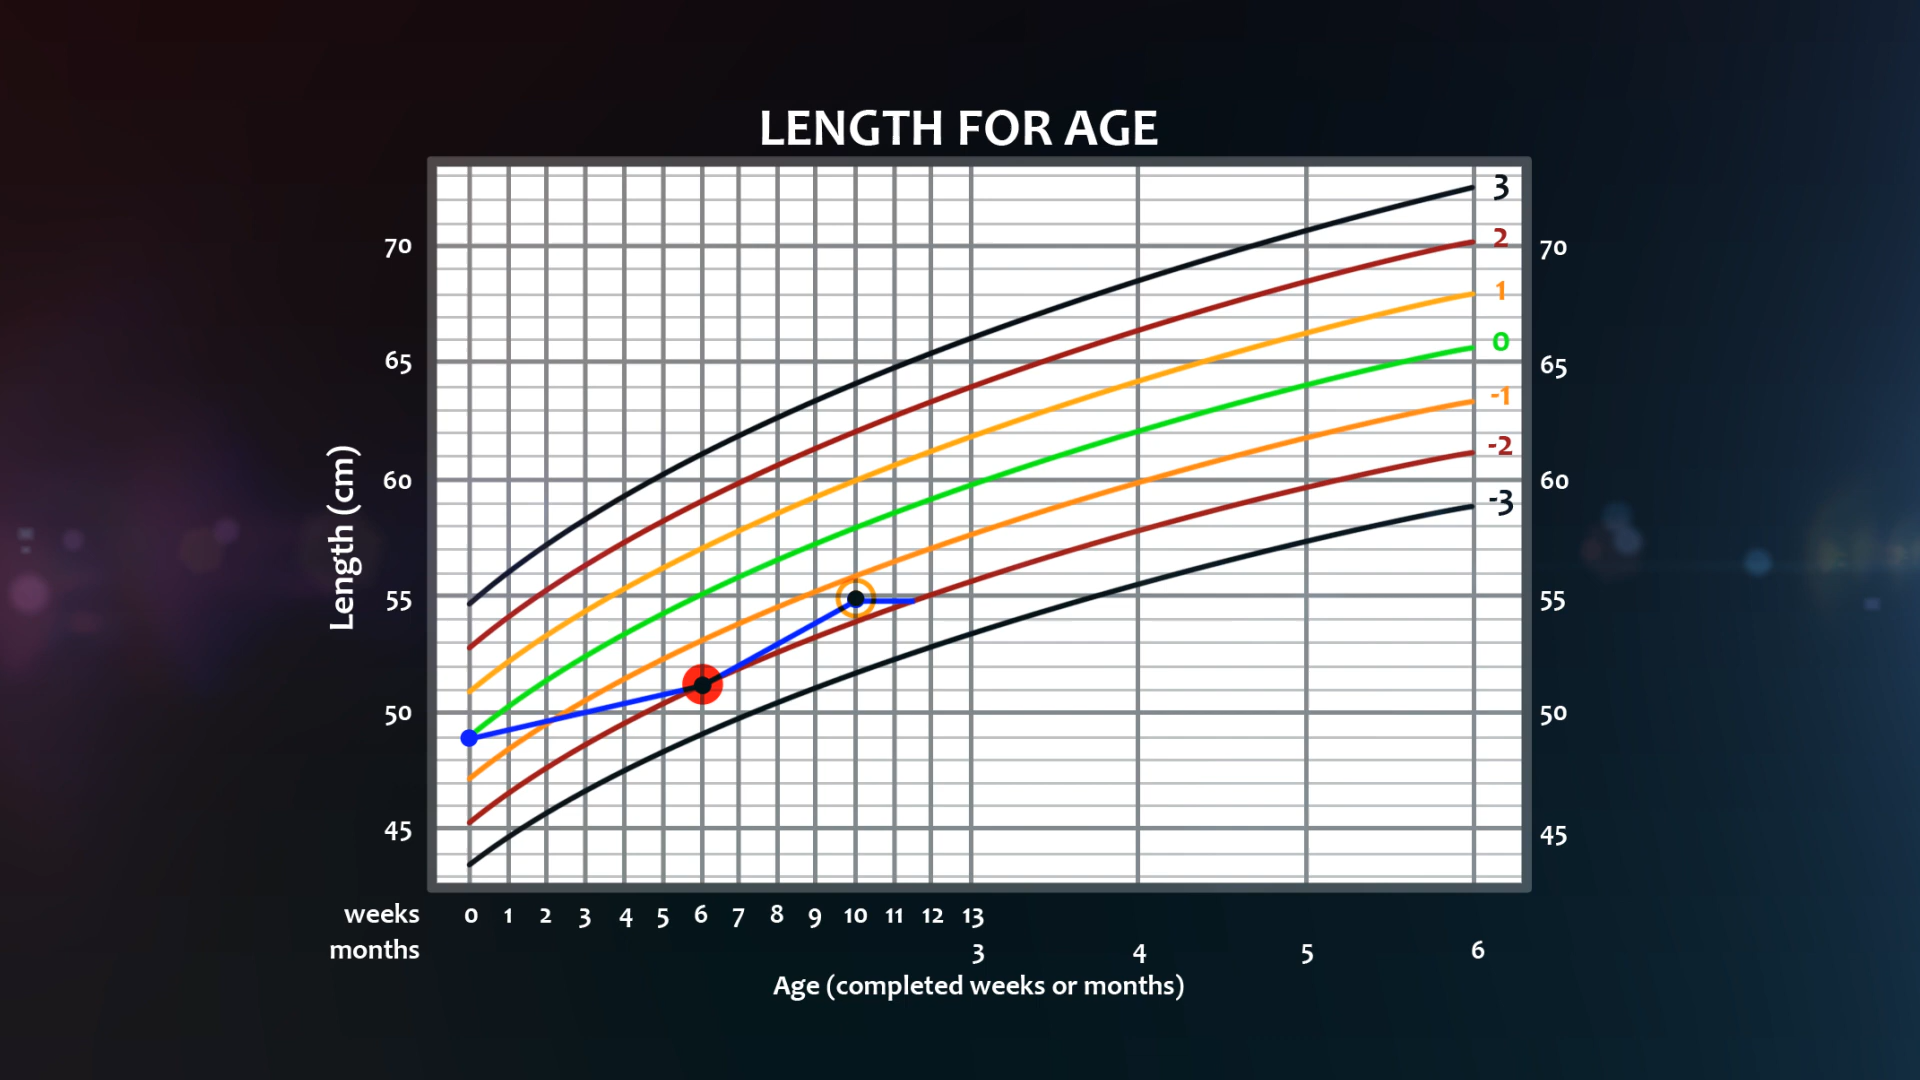 LENGTH FOR AGE
3
2
1
0
-1
-2
-3
70 70
65 65
60 60
55 55
50 50
45 45
Length (cm)
weeks 0 1 2 3 4 5 6 7 8 9 10 11 12 13
months 3 4 5 6
Age (completed weeks or months)